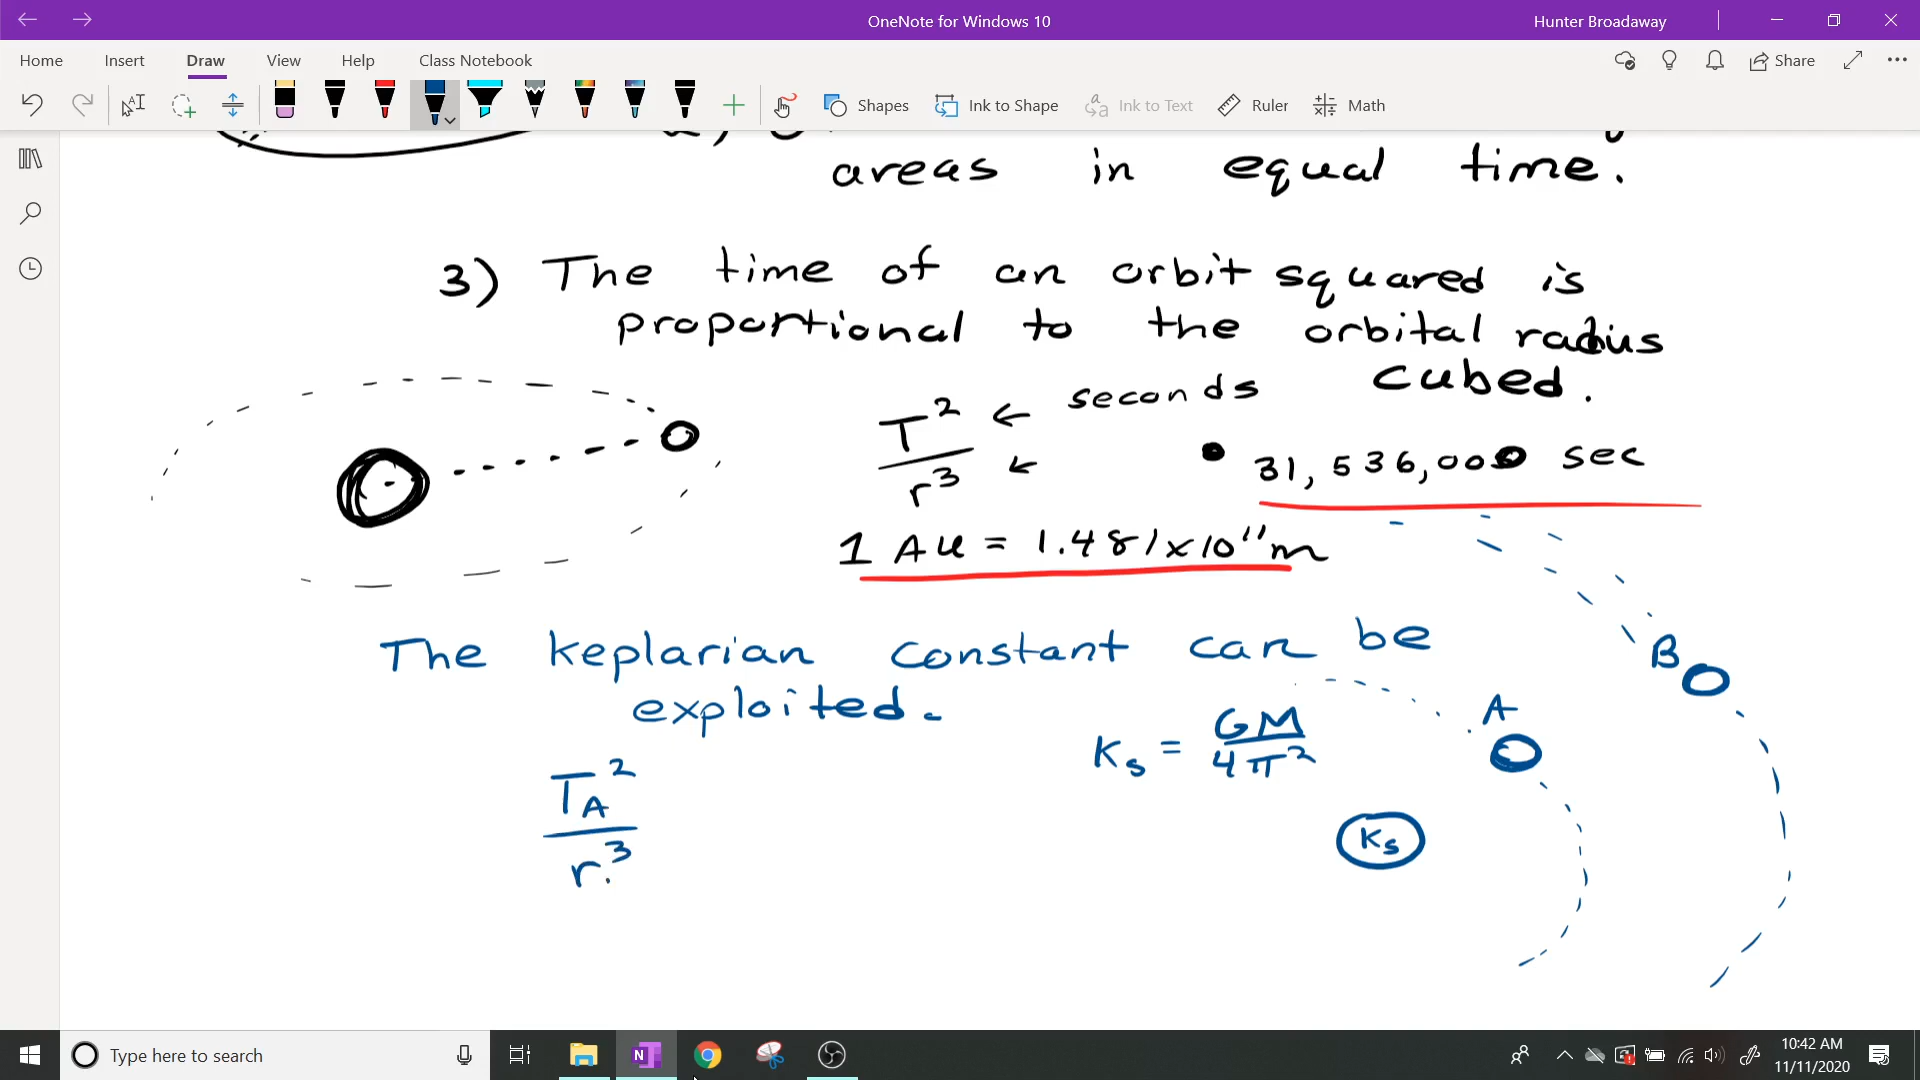 OneNote for Windows 10
Hunter Broadaway
Home Insert Draw View Help Class Notebook
Share
Shapes Ink to Shape Ink to Text Ruler Math
areas in equal time.
3) The time of an orbit squared is
proportional to the orbital radius
cubed.
T² ← seconds
r³ ←
• 31,536,000 sec
1 AU = 1.481x10¹¹m
The keplarian constant can be
exploited.
B
A
Ks = GM
4π²
TA²
r³
Ks
Type here to search
10:42 AM
11/11/2020